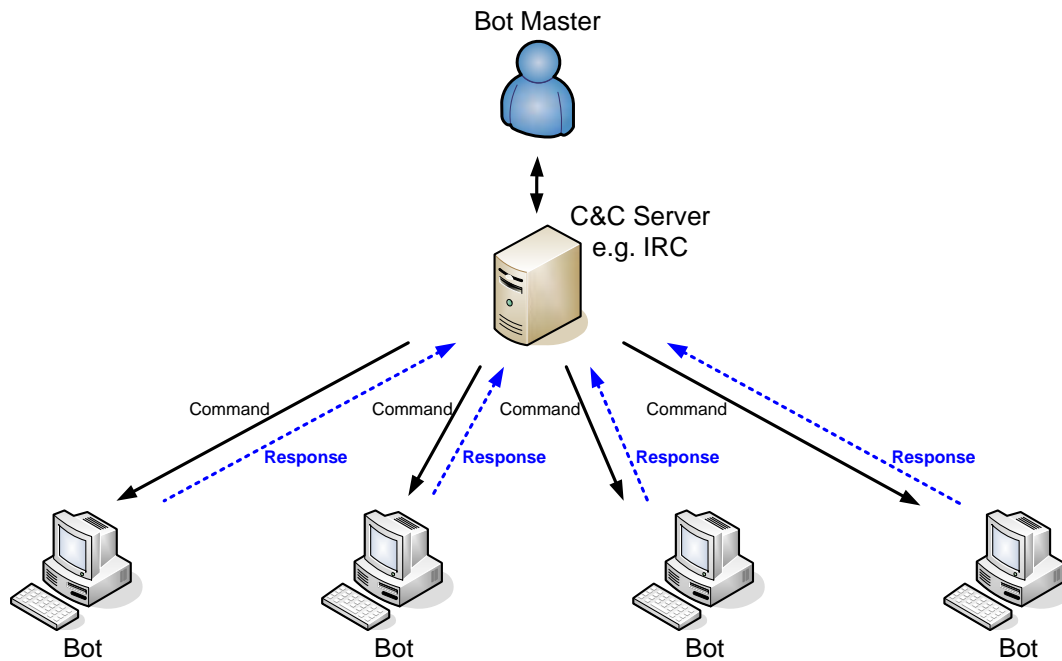 Bot Master
C&C Server
e.g. IRC
Command
Command
Command
Command
Response
Response
Response
Response
Bot
Bot
Bot
Bot